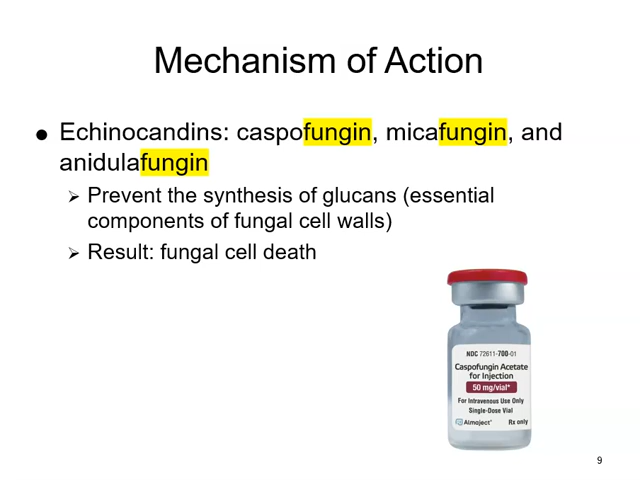 Mechanism of Action
● Echinocandins: caspofungin, micafungin, and
anidulafungin
➢ Prevent the synthesis of glucans (essential
components of fungal cell walls)
➢ Result: fungal cell death
NDC 72611-700-01
Caspofungin Acetate
for Injection
50 mg/vial*
For Intravenous Use Only
Single-Dose Vial
Almaject® Rx only
9